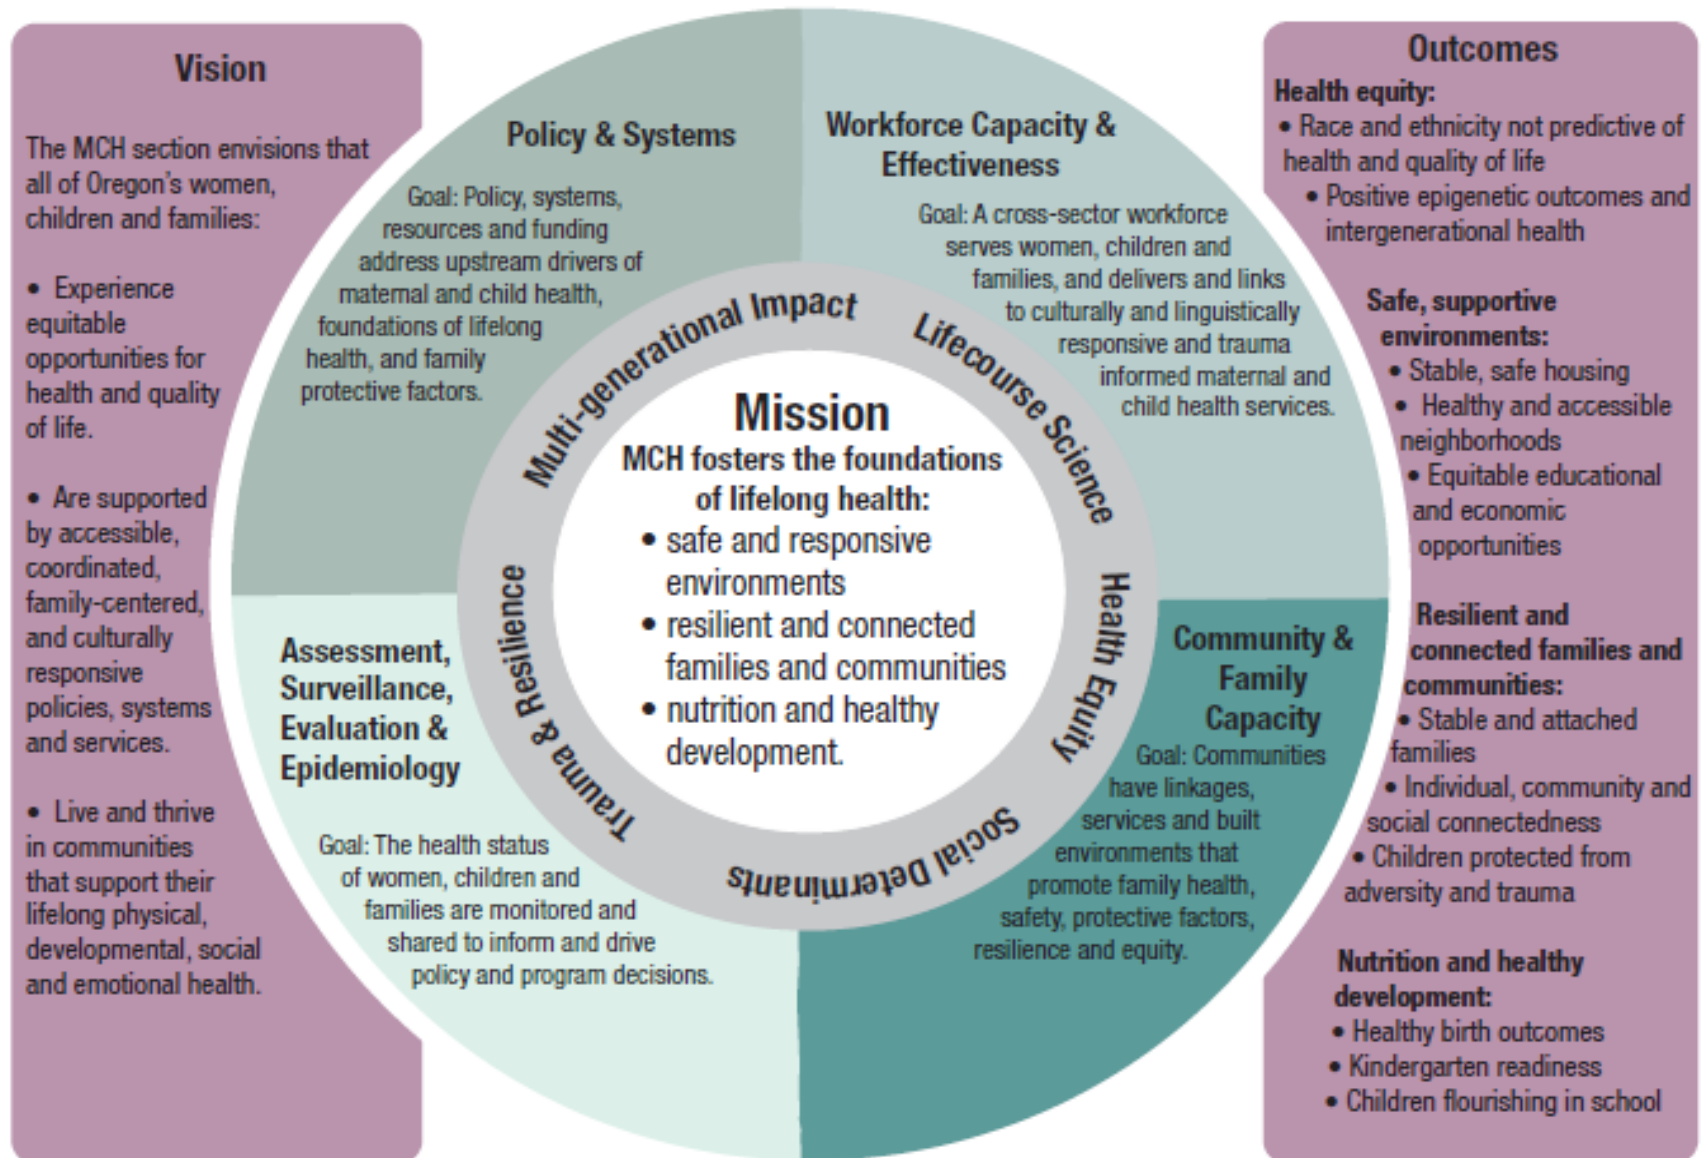 Vision
The MCH section envisions that
all of Oregon's women,
children and families:
• Experience
equitable
opportunities for
health and quality
of life.
• Are supported
by accessible,
coordinated,
family-centered,
and culturally
responsive
policies, systems
and services.
• Live and thrive
in communities
that support their
lifelong physical,
developmental, social
and emotional health.
Policy & Systems
Goal: Policy, systems,
resources and funding
address upstream drivers of
maternal and child health,
foundations of lifelong
health, and family
protective factors.
Workforce Capacity &
Effectiveness
Goal: A cross-sector workforce
serves women, children and
families, and delivers and links
to culturally and linguistically
responsive and trauma
informed maternal and
child health services.
Multi-generational Impact
Lifecourse Science
Health Equity
Social Determinants
Trauma & Resilience
Mission
MCH fosters the foundations
of lifelong health:
• safe and responsive
environments
• resilient and connected
families and communities
• nutrition and healthy
development.
Assessment,
Surveillance,
Evaluation &
Epidemiology
Goal: The health status
of women, children and
families are monitored and
shared to inform and drive
policy and program decisions.
Community &
Family
Capacity
Goal: Communities
have linkages,
services and built
environments that
promote family health,
safety, protective factors,
resilience and equity.
Outcomes
Health equity:
• Race and ethnicity not predictive of
health and quality of life
• Positive epigenetic outcomes and
intergenerational health
Safe, supportive
environments:
• Stable, safe housing
• Healthy and accessible
neighborhoods
• Equitable educational
and economic
opportunities
Resilient and
connected families and
communities:
• Stable and attached
families
• Individual, community and
social connectedness
• Children protected from
adversity and trauma
Nutrition and healthy
development:
• Healthy birth outcomes
• Kindergarten readiness
• Children flourishing in school